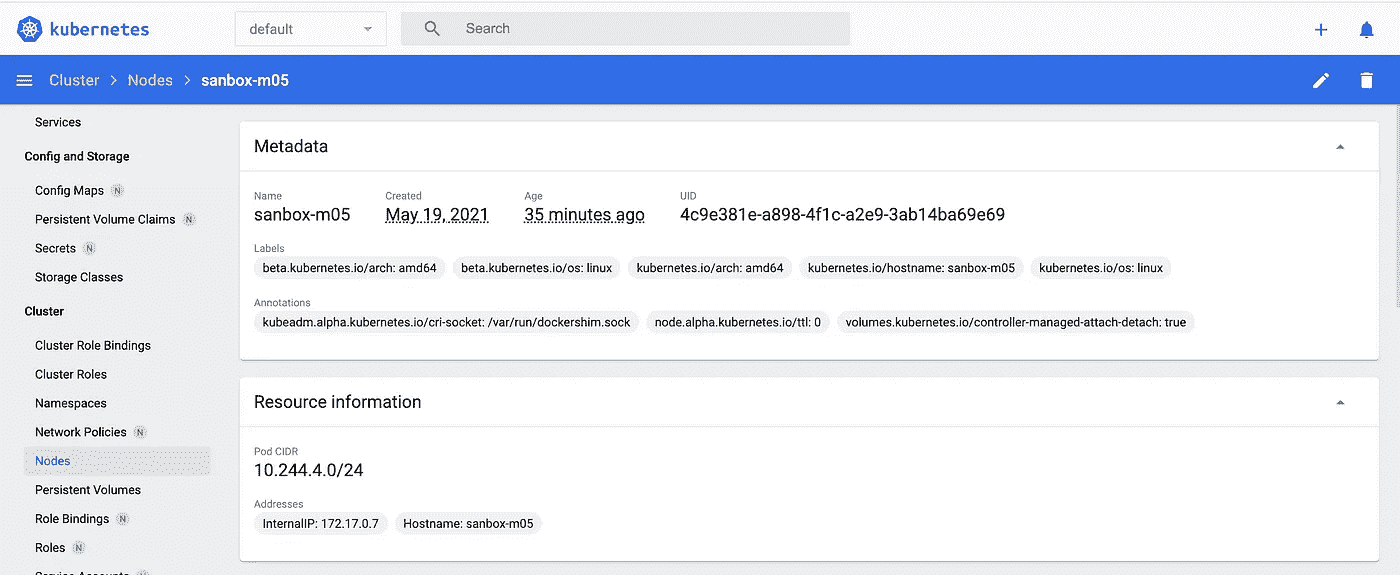 kubernetes
default
Search
Cluster > Nodes > sanbox-m05
Services
Config and Storage
Config Maps N
Persistent Volume Claims N
Secrets N
Storage Classes
Cluster
Cluster Role Bindings
Cluster Roles
Namespaces
Network Policies N
Nodes
Persistent Volumes
Role Bindings N
Roles N
Service Accounts N
Metadata
Name Created Age UID
sanbox-m05 May 19, 2021 35 minutes ago 4c9e381e-a898-4f1c-a2e9-3ab14ba69e69
Labels
beta.kubernetes.io/arch: amd64 beta.kubernetes.io/os: linux kubernetes.io/arch: amd64 kubernetes.io/hostname: sanbox-m05 kubernetes.io/os: linux
Annotations
kubeadm.alpha.kubernetes.io/cri-socket: /var/run/dockershim.sock node.alpha.kubernetes.io/ttl: 0 volumes.kubernetes.io/controller-managed-attach-detach: true
Resource information
Pod CIDR
10.244.4.0/24
Addresses
InternalIP: 172.17.0.7 Hostname: sanbox-m05